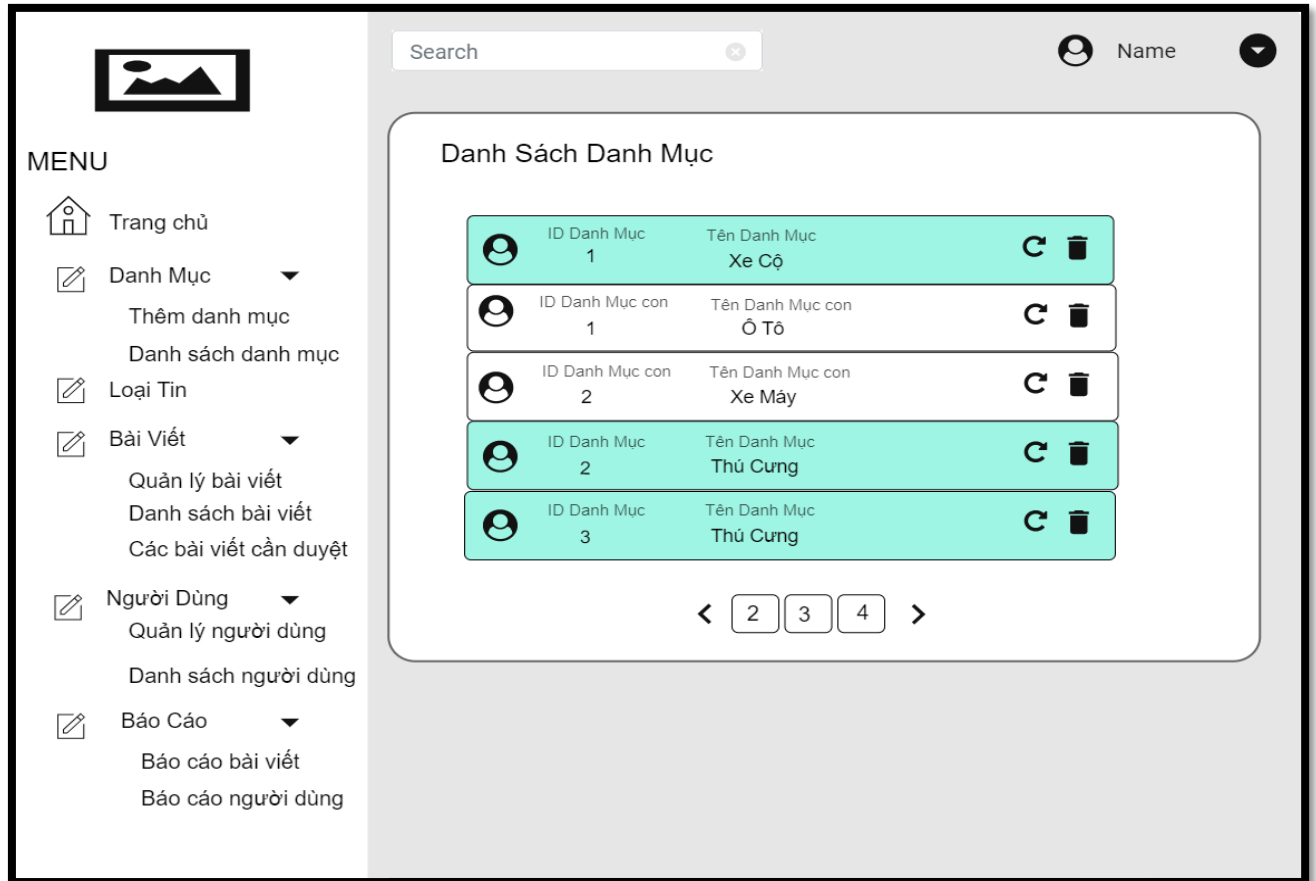 Search
Name
MENU
Trang chủ
Danh Mục
Thêm danh mục
Danh sách danh mục
Loại Tin
Bài Viết
Quản lý bài viết
Danh sách bài viết
Các bài viết cần duyệt
Người Dùng
Quản lý người dùng
Danh sách người dùng
Báo Cáo
Báo cáo bài viết
Báo cáo người dùng
Danh Sách Danh Mục
ID Danh Mục Tên Danh Mục
1 Xe Cộ
ID Danh Mục con Tên Danh Mục con
1 Ô Tô
ID Danh Mục con Tên Danh Mục con
2 Xe Máy
ID Danh Mục Tên Danh Mục
2 Thú Cưng
ID Danh Mục Tên Danh Mục
3 Thú Cưng
2 3 4